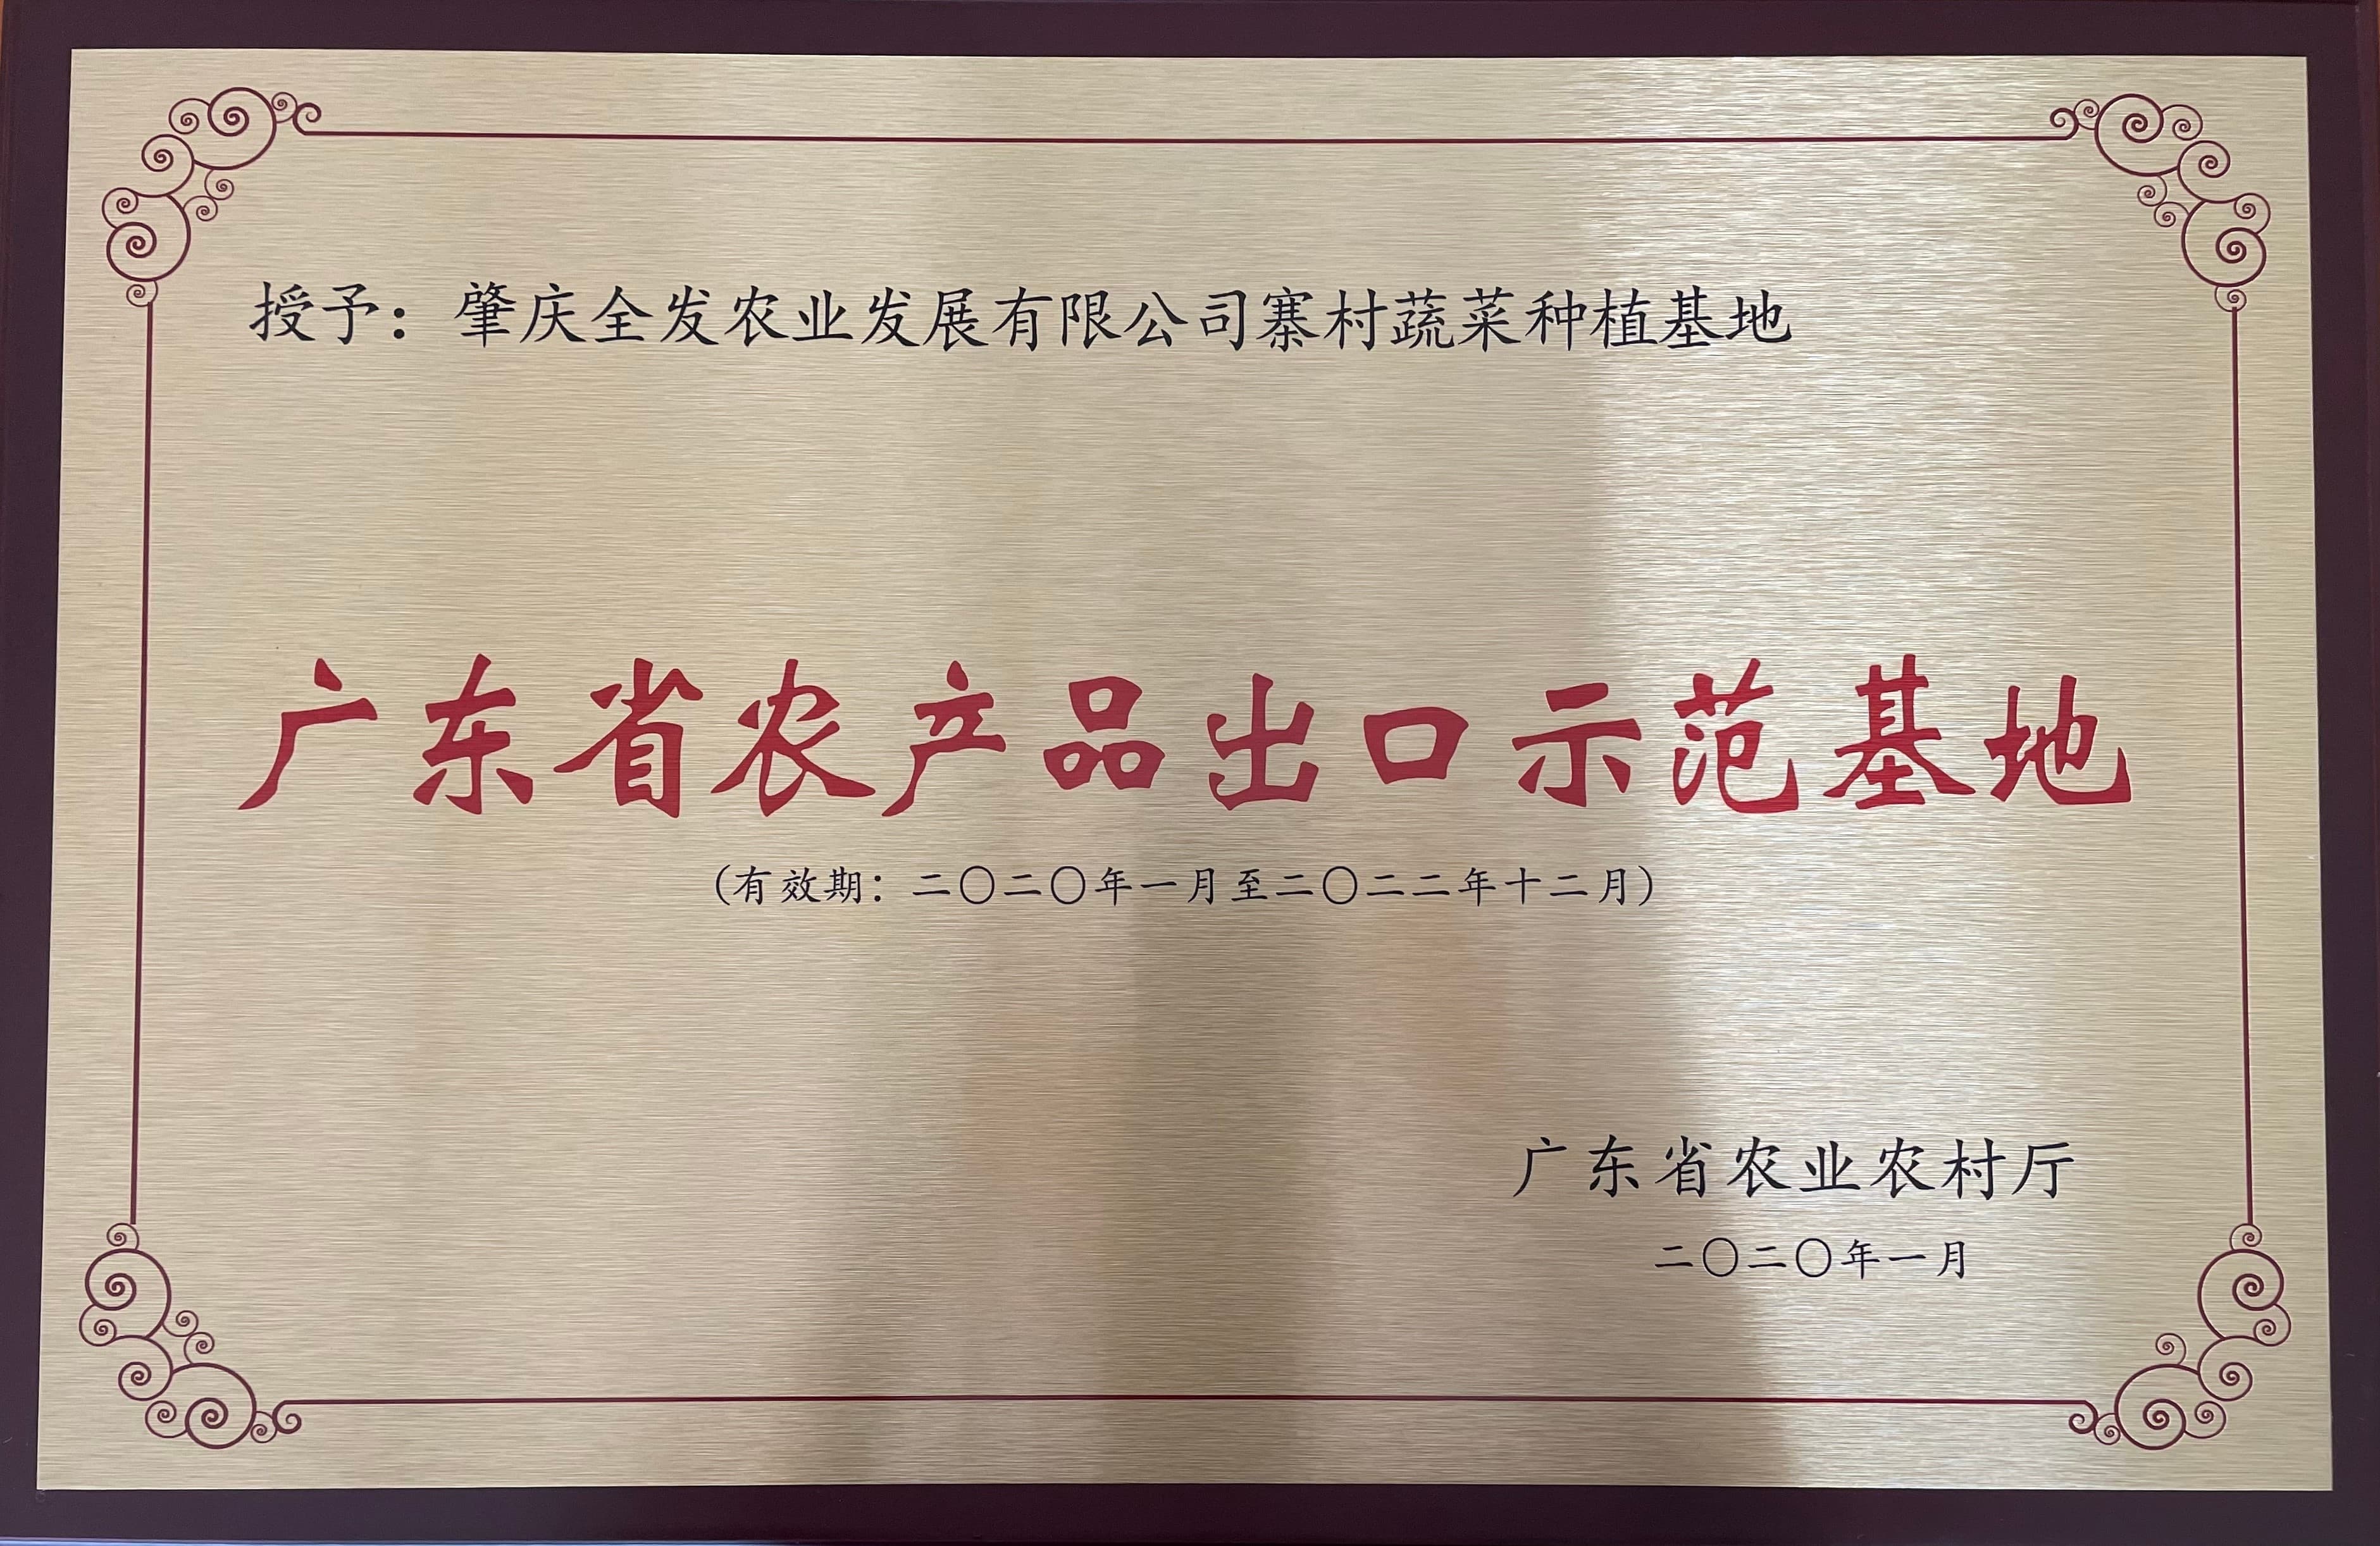 授予：肇庆全发农业发展有限公司寨村蔬菜种植基地
广东省农产品出口示范基地
（有效期：二〇二〇年一月至二〇二二年十二月）
广东省农业农村厅
二〇二〇年一月